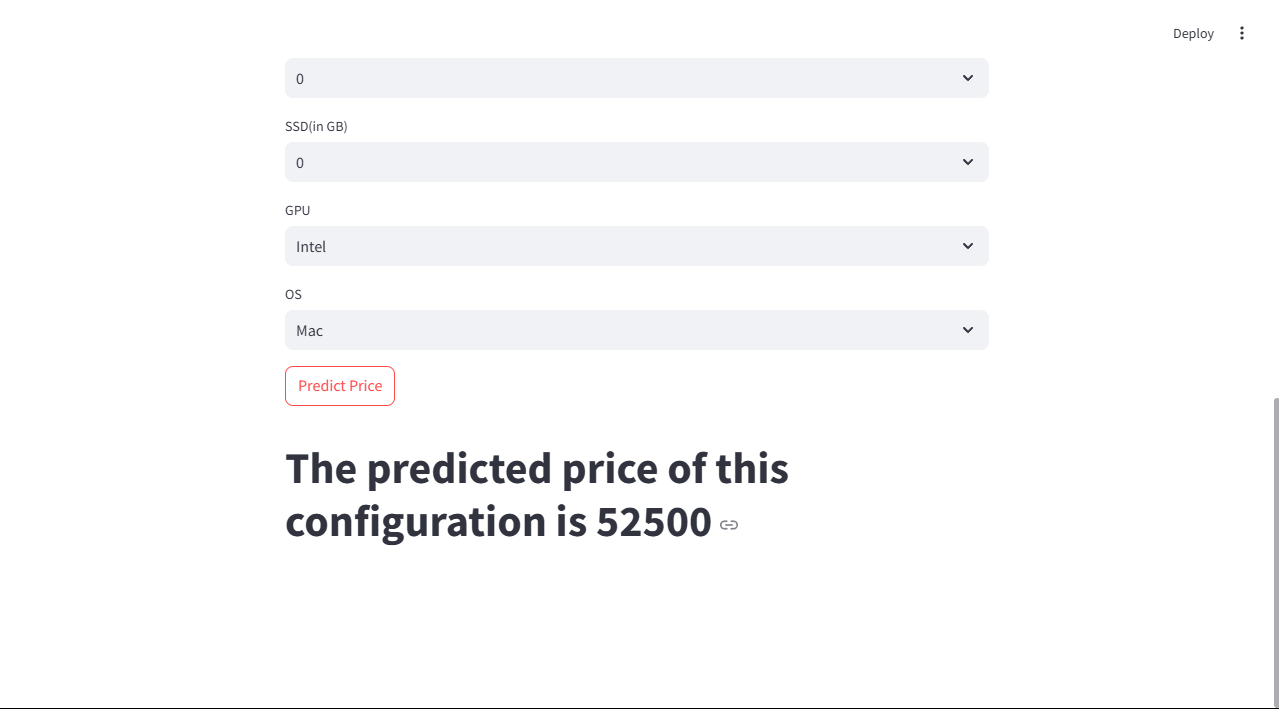 Deploy
0
SSD(in GB)
0
GPU
Intel
OS
Mac
Predict Price
The predicted price of this
configuration is 52500